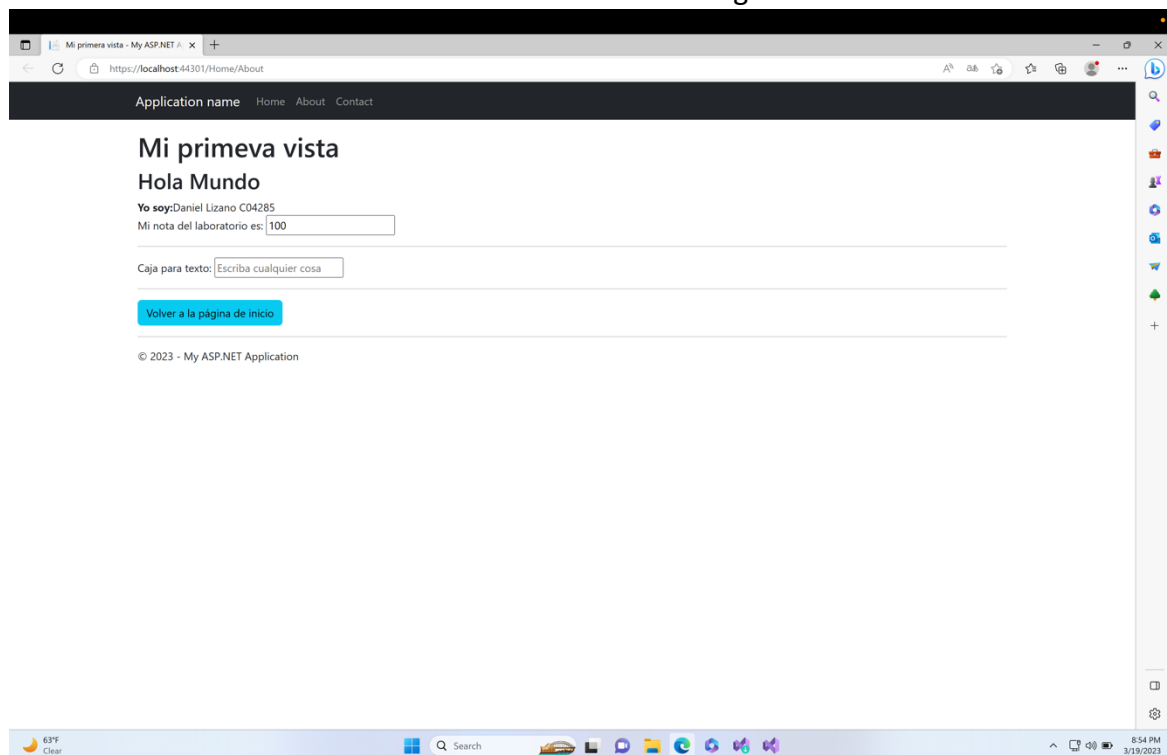 Mi primera vista - My ASP.NET A
https://localhost:44301/Home/About
Application name Home About Contact
Mi primeva vista
Hola Mundo
Yo soy:Daniel Lizano C04285
Mi nota del laboratorio es: 100
Caja para texto: Escriba cualquier cosa
Volver a la página de inicio
© 2023 - My ASP.NET Application
63°F
Clear
Search
8:54 PM
3/19/2023